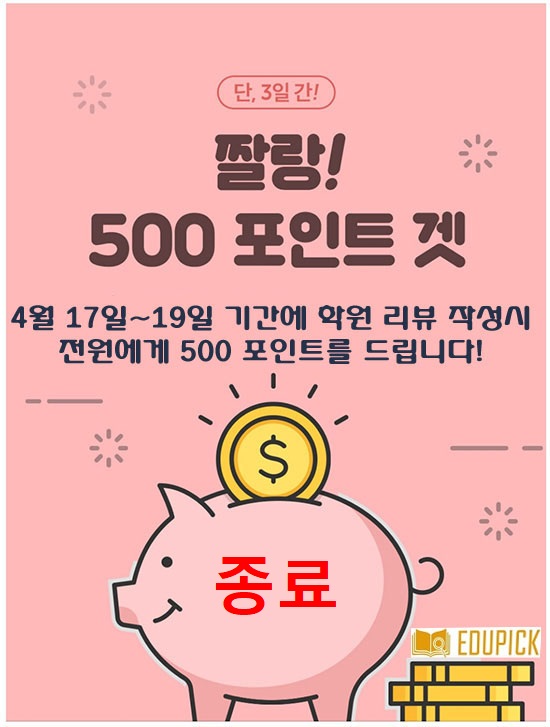 단, 3일간!
짤랑!
500 포인트 겟
4월 17일~19일 기간에 학원 리뷰 작성시
전원에게 500 포인트를 드립니다!
$
종료
EDUPICK